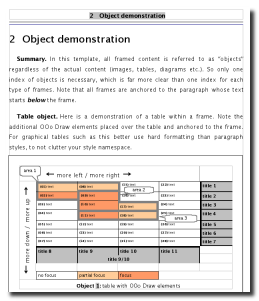 2 Object demonstration
2 Object demonstration
Summary. In this template, all framed content is referred to as "objects"
regardless of the actual content (images, tables, diagrams etc.). So only one
index of objects is necessary, which is far more clear than one index for each
type of frames. Note that all frames are anchored to the paragraph whose text
starts below the frame.
Table object. Here is a demonstration of a table within a frame. Note the
additional OOo Draw elements placed over the table and anchored to the frame.
For graphical tables such as this better use hard formatting than paragraph
styles, to not clutter your style namespace.
area 1
more left / more right
more down / more up
area 2
area 3
title 1
title 2
title 3
title 4
title 5
title 6
title 7
title 8 title 9 title 10 title 11
title 9/10
no focus partial focus focus
Object 1: table with OOo Draw elements